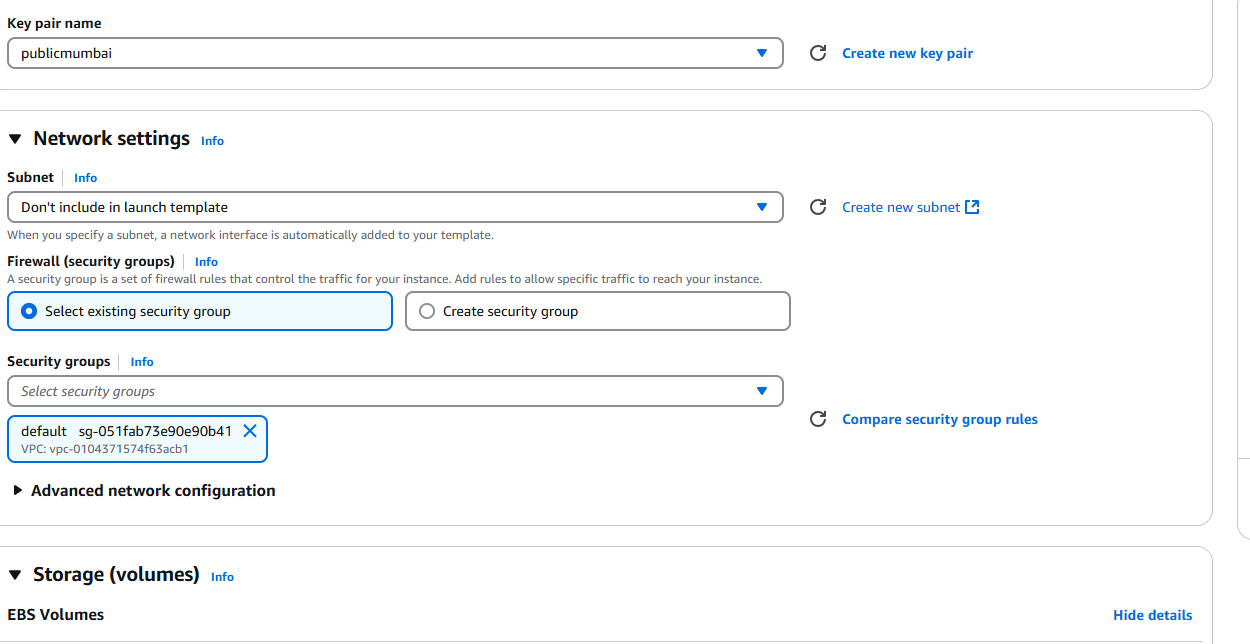 Key pair name
publicmumbai
Create new key pair
Network settings Info
Subnet Info
Don't include in launch template
Create new subnet
When you specify a subnet, a network interface is automatically added to your template.
Firewall (security groups) Info
A security group is a set of firewall rules that control the traffic for your instance. Add rules to allow specific traffic to reach your instance.
Select existing security group
Create security group
Security groups Info
Select security groups
default sg-051fab73e90e90b41
VPC: vpc-0104371574f63acb1
Compare security group rules
Advanced network configuration
Storage (volumes) Info
EBS Volumes
Hide details